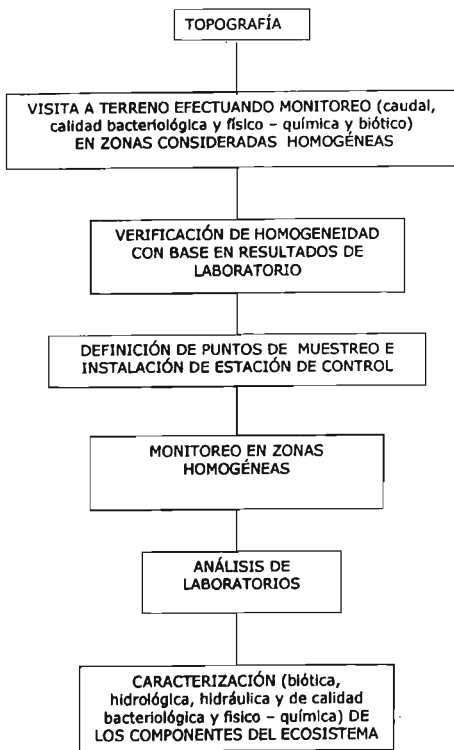 TOPOGRAFÍA
VISITA A TERRENO EFECTUANDO MONITOREO (caudal,
calidad bacteriológica y físico – química y biótico)
EN ZONAS CONSIDERADAS HOMOGÉNEAS
VERIFICACIÓN DE HOMOGENEIDAD
CON BASE EN RESULTADOS DE
LABORATORIO
DEFINICIÓN DE PUNTOS DE MUESTREO E
INSTALACIÓN DE ESTACIÓN DE CONTROL
MONITOREO EN ZONAS
HOMOGÉNEAS
ANÁLISIS DE
LABORATORIOS
CARACTERIZACIÓN (biótica,
hidrológica, hidráulica y de calidad
bacteriológica y físico – química) DE
LOS COMPONENTES DEL ECOSISTEMA